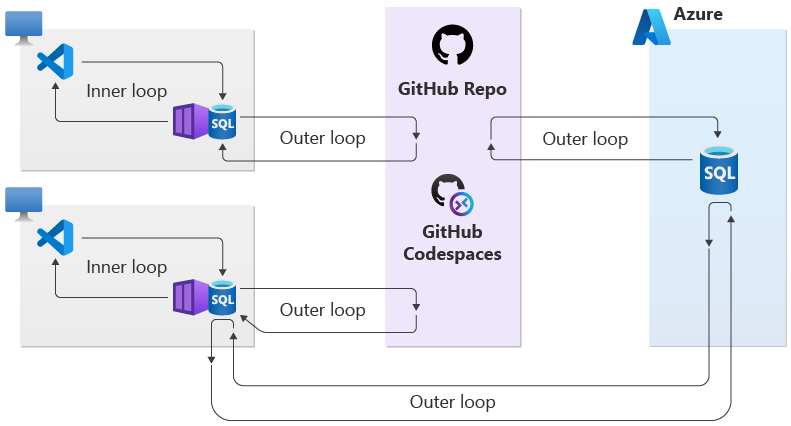 Azure
Inner loop
SQL
GitHub Repo
Outer loop
Outer loop
SQL
GitHub
Codespaces
Inner loop
SQL
Outer loop
Outer loop